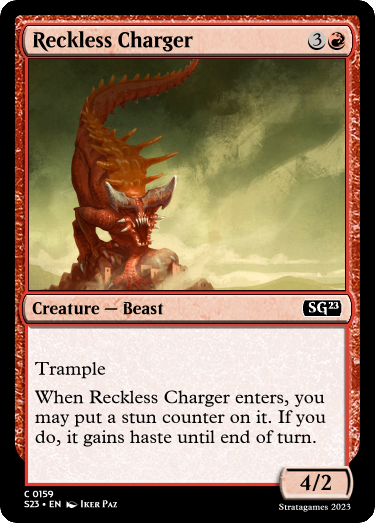 Reckless Charger 3
Creature — Beast SG23
Trample
When Reckless Charger enters, you
may put a stun counter on it. If you
do, it gains haste until end of turn.
4/2
C 0159
S23 • EN Iker Paz
Stratagames 2023